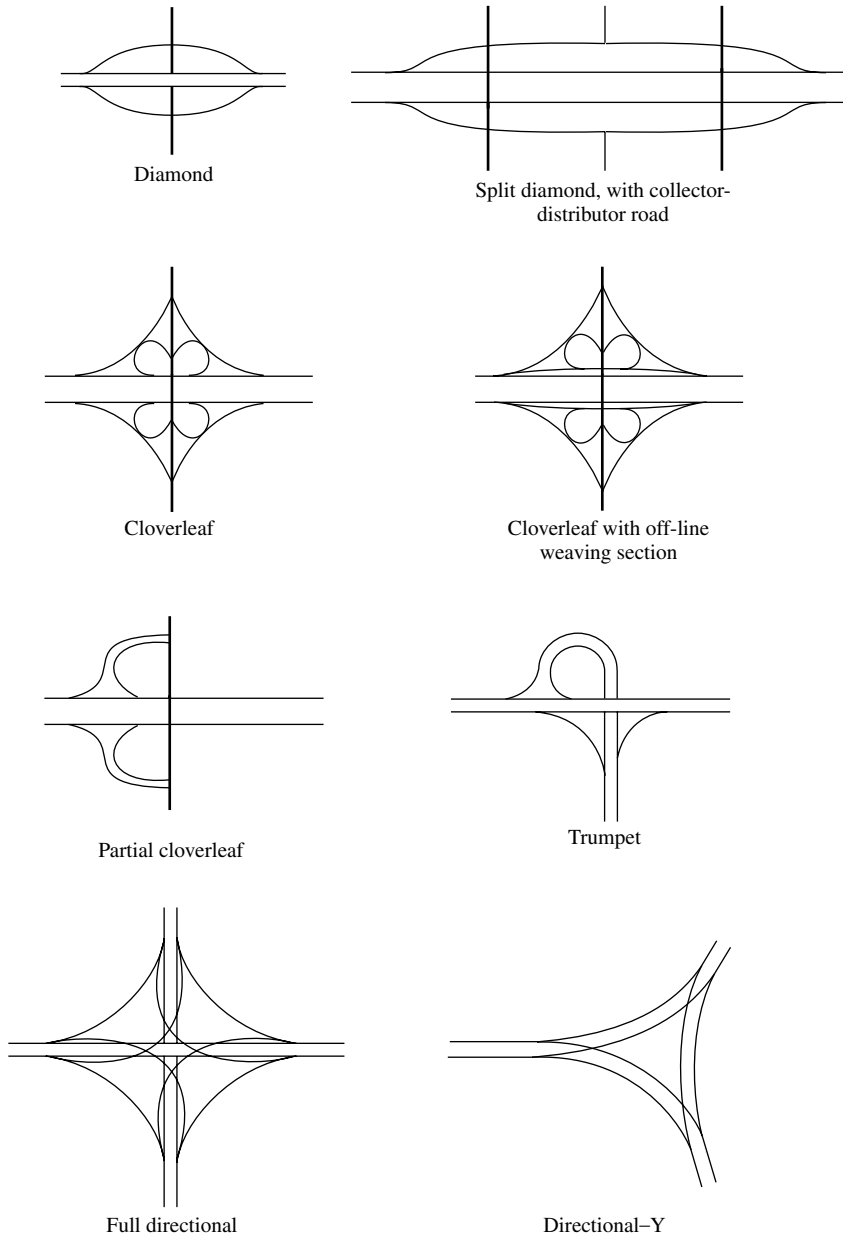 Diamond
Split diamond, with collector-
distributor road
Cloverleaf
Cloverleaf with off-line
weaving section
Partial cloverleaf
Trumpet
Full directional
Directional−Y